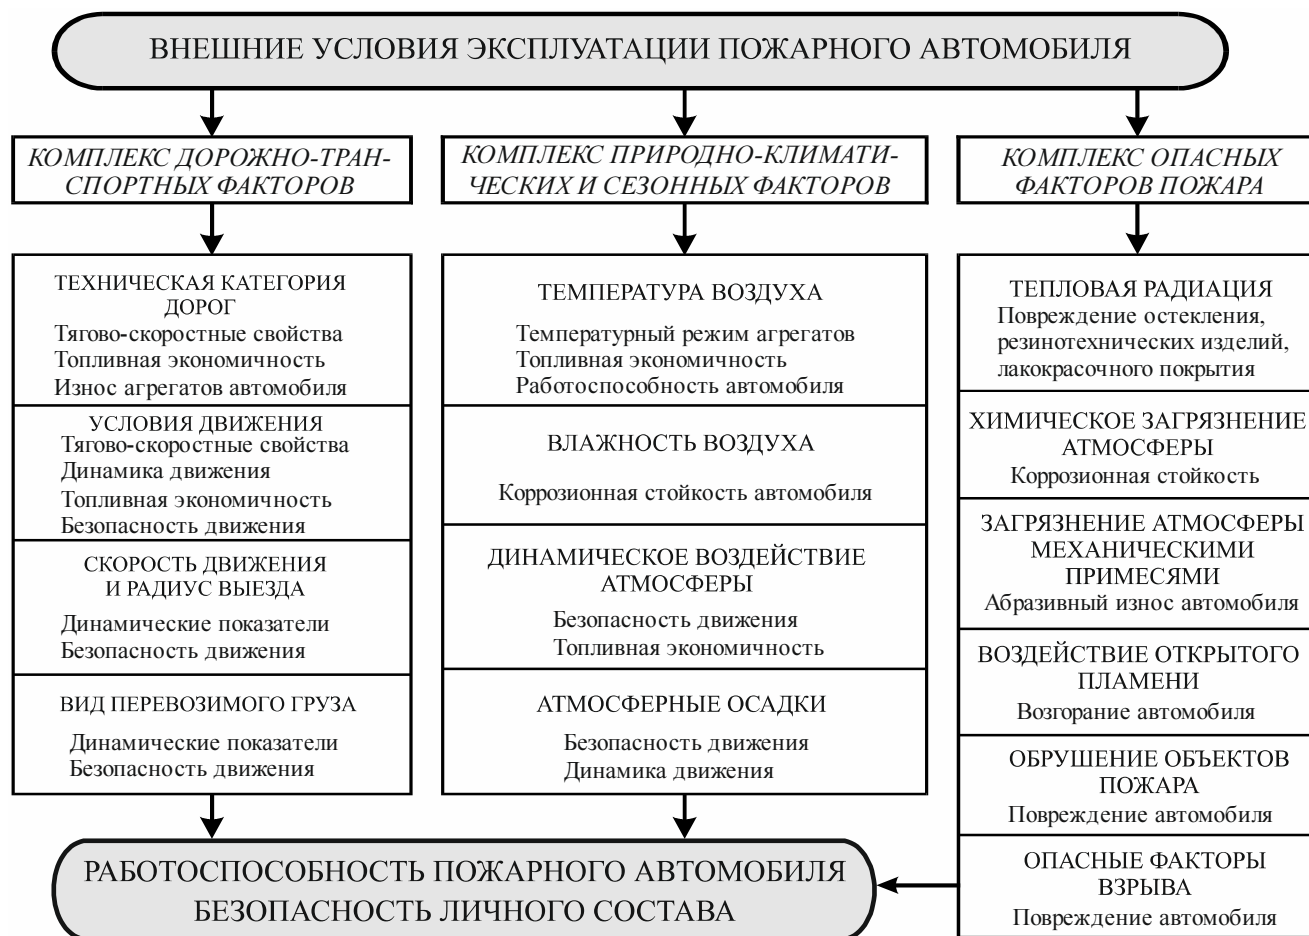 ВНЕШНИЕ УСЛОВИЯ ЭКСПЛУАТАЦИИ ПОЖАРНОГО АВТОМОБИЛЯ
КОМПЛЕКС ДОРОЖНО-ТРАН-
СПОРТНЫХ ФАКТОРОВ
ТЕХНИЧЕСКАЯ КАТЕГОРИЯ
ДОРОГ
Тягово-скоростные свойства
Топливная экономичность
Износ агрегатов автомобиля
УСЛОВИЯ ДВИЖЕНИЯ
Тягово-скоростные свойства
Динамика движения
Топливная экономичность
Безопасность движения
СКОРОСТЬ ДВИЖЕНИЯ
И РАДИУС ВЫЕЗДА
Динамические показатели
Безопасность движения
ВИД ПЕРЕВОЗИМОГО ГРУЗА
Динамические показатели
Безопасность движения
КОМПЛЕКС ПРИРОДНО-КЛИМАТИ-
ЧЕСКИХ И СЕЗОННЫХ ФАКТОРОВ
ТЕМПЕРАТУРА ВОЗДУХА
Температурный режим агрегатов
Топливная экономичность
Работоспособность автомобиля
ВЛАЖНОСТЬ ВОЗДУХА
Коррозионная стойкость автомобиля
ДИНАМИЧЕСКОЕ ВОЗДЕЙСТВИЕ
АТМОСФЕРЫ
Безопасность движения
Топливная экономичность
АТМОСФЕРНЫЕ ОСАДКИ
Безопасность движения
Динамика движения
КОМПЛЕКС ОПАСНЫХ
ФАКТОРОВ ПОЖАРА
ТЕПЛОВАЯ РАДИАЦИЯ
Повреждение остекления,
резинотехнических изделий,
лакокрасочного покрытия
ХИМИЧЕСКОЕ ЗАГРЯЗНЕНИЕ
АТМОСФЕРЫ
Коррозионная стойкость
ЗАГРЯЗНЕНИЕ АТМОСФЕРЫ
МЕХАНИЧЕСКИМИ
ПРИМЕСЯМИ
Абразивный износ автомобиля
ВОЗДЕЙСТВИЕ ОТКРЫТОГО
ПЛАМЕНИ
Возгорание автомобиля
ОБРУШЕНИЕ ОБЪЕКТОВ
ПОЖАРА
Повреждение автомобиля
ОПАСНЫЕ ФАКТОРЫ
ВЗРЫВА
Повреждение автомобиля
РАБОТОСПОСОБНОСТЬ ПОЖАРНОГО АВТОМОБИЛЯ
БЕЗОПАСНОСТЬ ЛИЧНОГО СОСТАВА